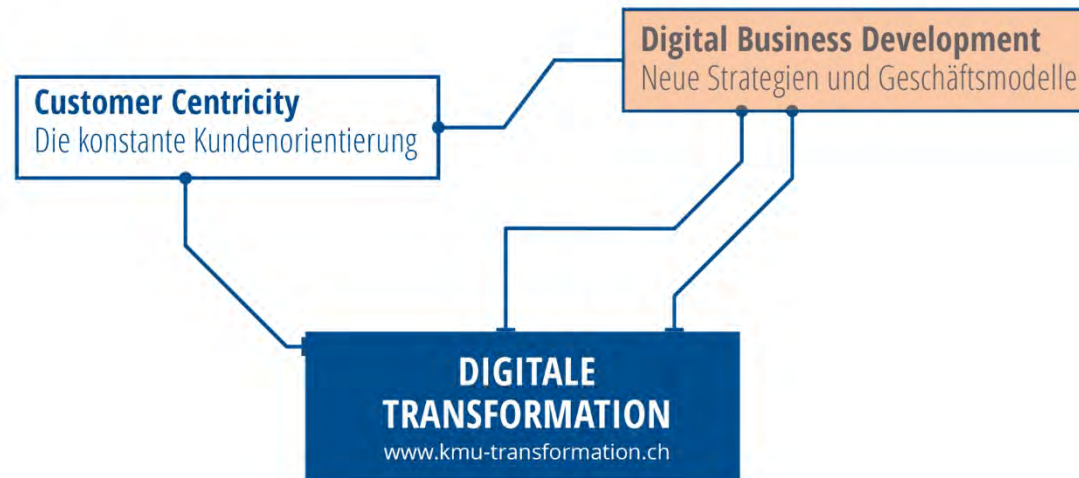 Digital Business Development
Neue Strategien und Geschäftsmodelle
Customer Centricity
Die konstante Kundenorientierung
DIGITALE
TRANSFORMATION
www.kmu-transformation.ch